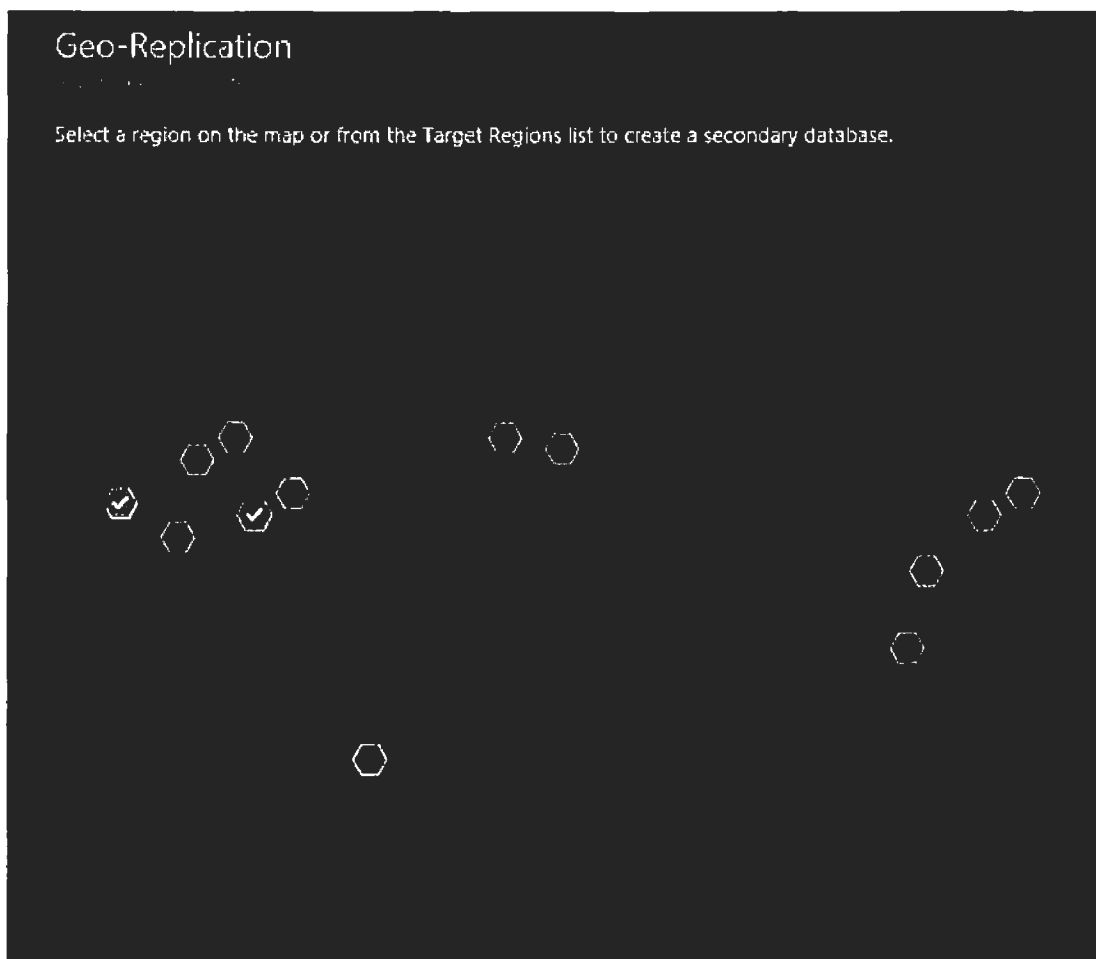 Geo-Replication
Select a region on the map or from the Target Regions list to create a secondary database.